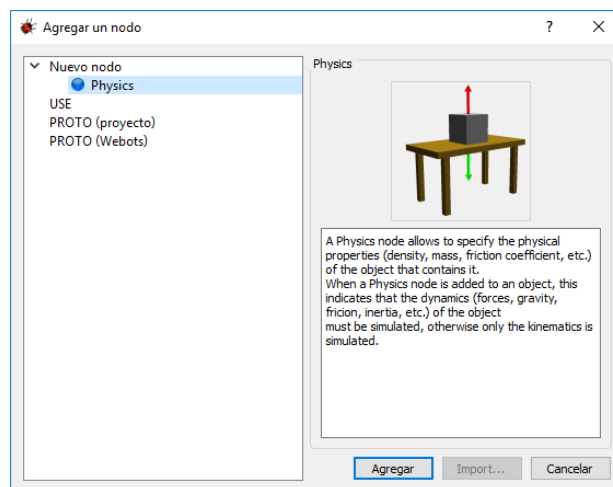 Agregar un nodo
?
Nuevo nodo
Physics
USE
PROTO (proyecto)
PROTO (Webots)
Physics
A Physics node allows to specify the physical
properties (density, mass, friction coefficient, etc.)
of the object that contains it.
When a Physics node is added to an object, this
indicates that the dynamics (forces, gravity,
fricion, inertia, etc.) of the object
must be simulated, otherwise only the kinematics is
simulated.
Agregar
Import...
Cancelar